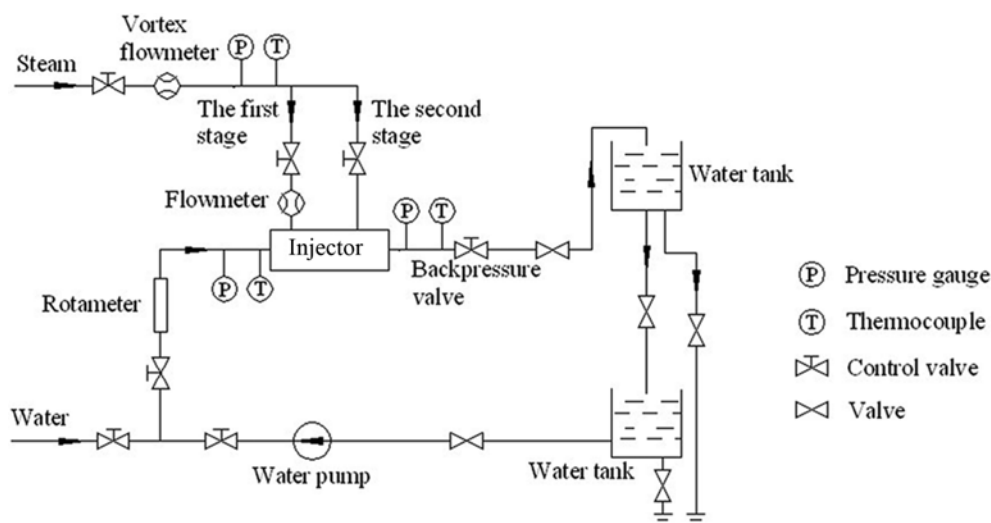 Vortex
flowmeter
P
T
Steam
The first
stage
The second
stage
Flowmeter
Water tank
P
T
Injector
Backpressure
valve
P
T
Rotameter
P Pressure gauge
T Thermocouple
Control valve
Valve
Water
Water pump
Water tank